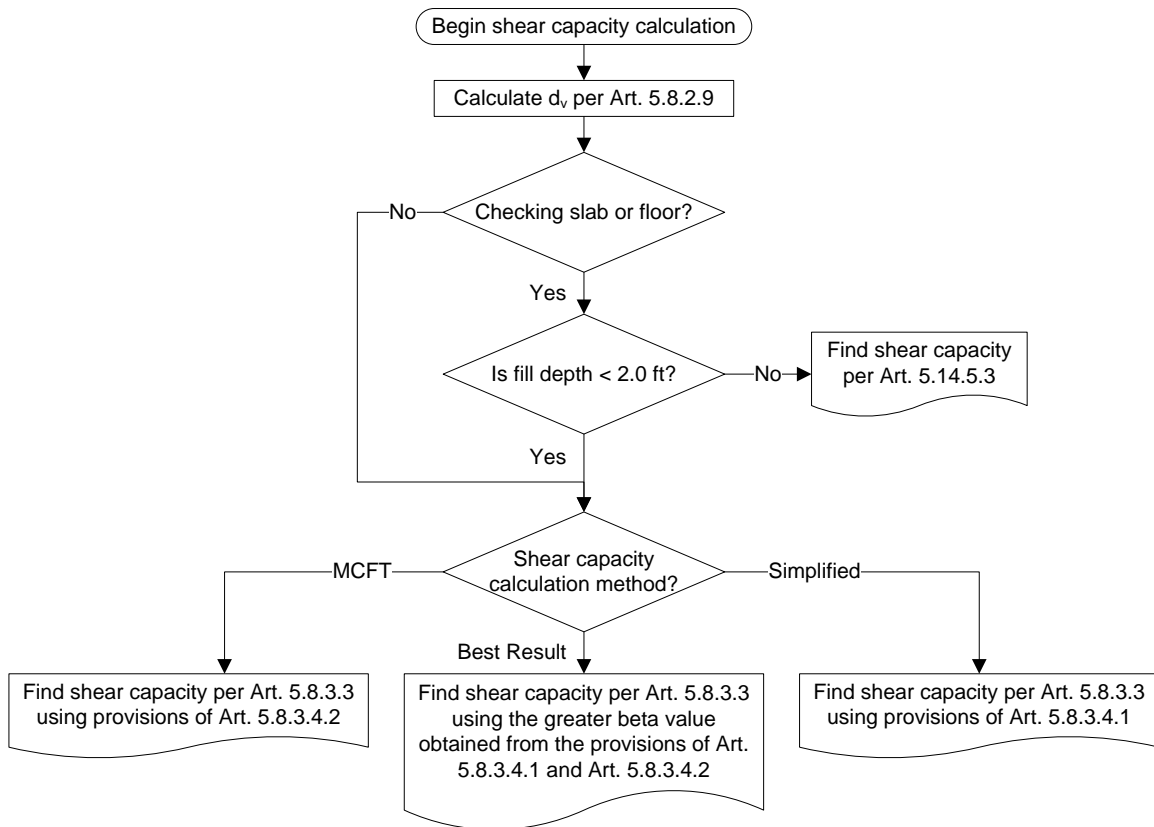 Begin shear capacity calculation
Calculate dv per Art. 5.8.2.9
No
Checking slab or floor?
Yes
Is fill depth < 2.0 ft?
No
Find shear capacity
per Art. 5.14.5.3
Yes
MCFT
Shear capacity
calculation method?
Simplified
Best Result
Find shear capacity per Art. 5.8.3.3
using provisions of Art. 5.8.3.4.2
Find shear capacity per Art. 5.8.3.3
using the greater beta value
obtained from the provisions of Art.
5.8.3.4.1 and Art. 5.8.3.4.2
Find shear capacity per Art. 5.8.3.3
using provisions of Art. 5.8.3.4.1